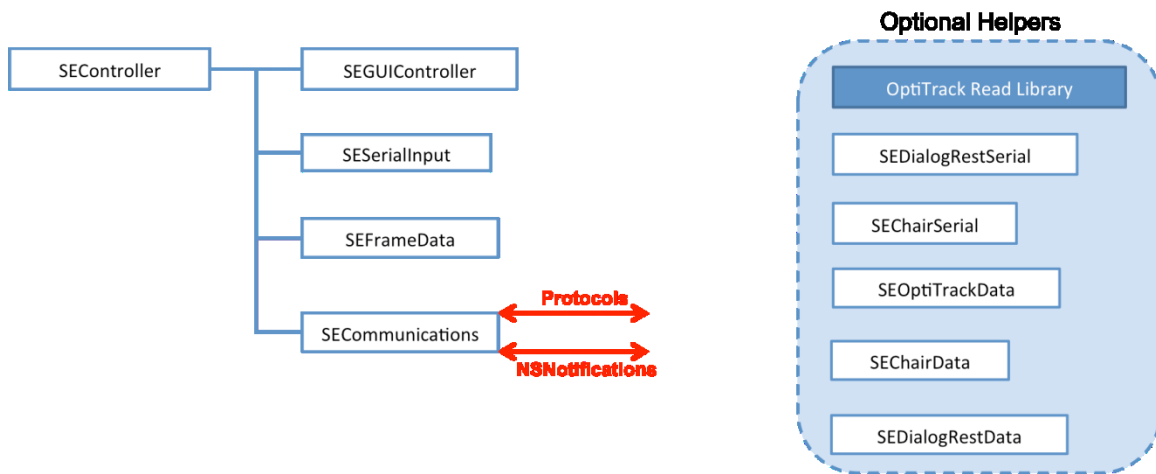 Optional Helpers
SEController
SEGUIController
OptiTrack Read Library
SESerialInput
SEDialogRestSerial
SEFrameData
SEChairSerial
SEOptiTrackData
Protocols
SECommunications
NSNotifications
SEChairData
SEDialogRestData